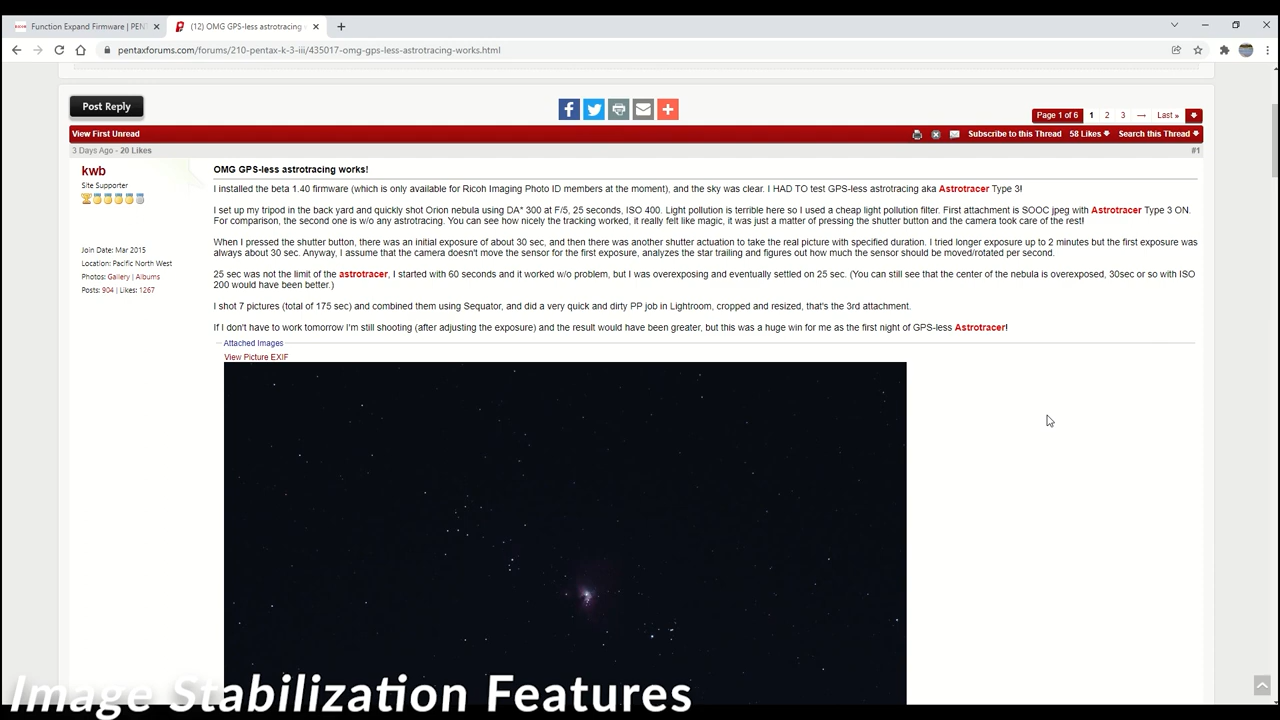 Function Expand Firmware | PEN
(12) OMG GPS-less astrotracing
pentaxforums.com/forums/210-pentax-k-3-iii/435017-omg-gps-less-astrotracing-works.html
Post Reply
Page 1 of 6 1 2 3 → Last »
View First Unread
Subscribe to this Thread 58 Likes Search this Thread
3 Days Ago - 20 Likes
#1
kwb
Site Supporter
Join Date: Mar 2015
Location: Pacific North West
Photos: Gallery | Albums
Posts: 904 | Likes: 1267
OMG GPS-less astrotracing works!
I installed the beta 1.40 firmware (which is only available for Ricoh Imaging Photo ID members at the moment), and the sky was clear. I HAD TO test GPS-less astrotracing aka Astrotracer Type 3!
I set up my tripod in the back yard and quickly shot Orion nebula using DA* 300 at F/5, 25 seconds, ISO 400. Light pollution is terrible here so I used a cheap light pollution filter. First attachment is SOOC jpeg with Astrotracer Type 3 ON.
For comparison, the second one is w/o any astrotracing. You can see how nicely the tracking worked, it really felt like magic, it was just a matter of pressing the shutter button and the camera took care of the rest!
When I pressed the shutter button, there was an initial exposure of about 30 sec, and then there was another shutter actuation to take the real picture with specified duration. I tried longer exposure up to 2 minutes but the first exposure was
always about 30 sec. Anyway, I assume that the camera doesn't move the sensor for the first exposure, analyzes the star trailing and figures out how much the sensor should be moved/rotated per second.
25 sec was not the limit of the astrotracer, I started with 60 seconds and it worked w/o problem, but I was overexposing and eventually settled on 25 sec. (You can still see that the center of the nebula is overexposed, 30sec or so with ISO
200 would have been better.)
I shot 7 pictures (total of 175 sec) and combined them using Sequator, and did a very quick and dirty PP job in Lightroom, cropped and resized, that's the 3rd attachment.
If I don't have to work tomorrow I'm still shooting (after adjusting the exposure) and the result would have been greater, but this was a huge win for me as the first night of GPS-less Astrotracer!
Attached Images
View Picture EXIF
Image Stabilization Features